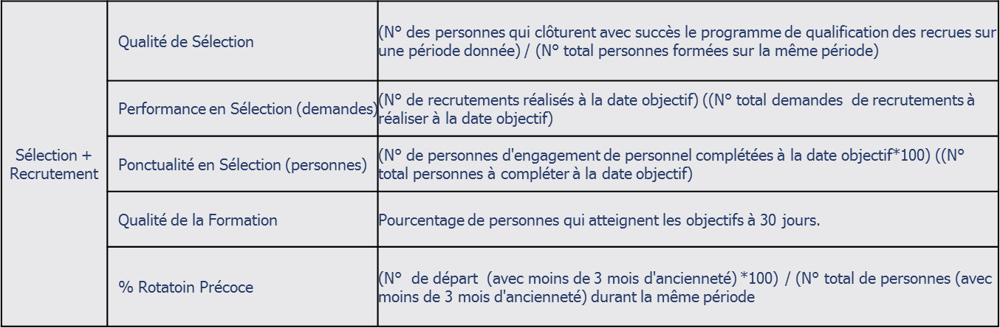 Sélection +
Recrutement
Qualité de Sélection
(N° des personnes qui clôturent avec succès le programme de qualification des recrues sur
une période donnée) / (N° total personnes formées sur la même période)
Performance en Sélection (demandes)
(N° de recrutements réalisés à la date objectif) ((N° total demandes de recrutements à
réaliser à la date objectif)
Ponctualité en Sélection (personnes)
(N° de personnes d'engagement de personnel complétées à la date objectif*100) ((N°
total personnes à compléter à la date objectif)
Qualité de la Formation
Pourcentage de personnes qui atteignent les objectifs à 30 jours.
% Rotatoin Précoce
(N° de départ (avec moins de 3 mois d'ancienneté) *100) / (N° total de personnes (avec
moins de 3 mois d'ancienneté) durant la même période